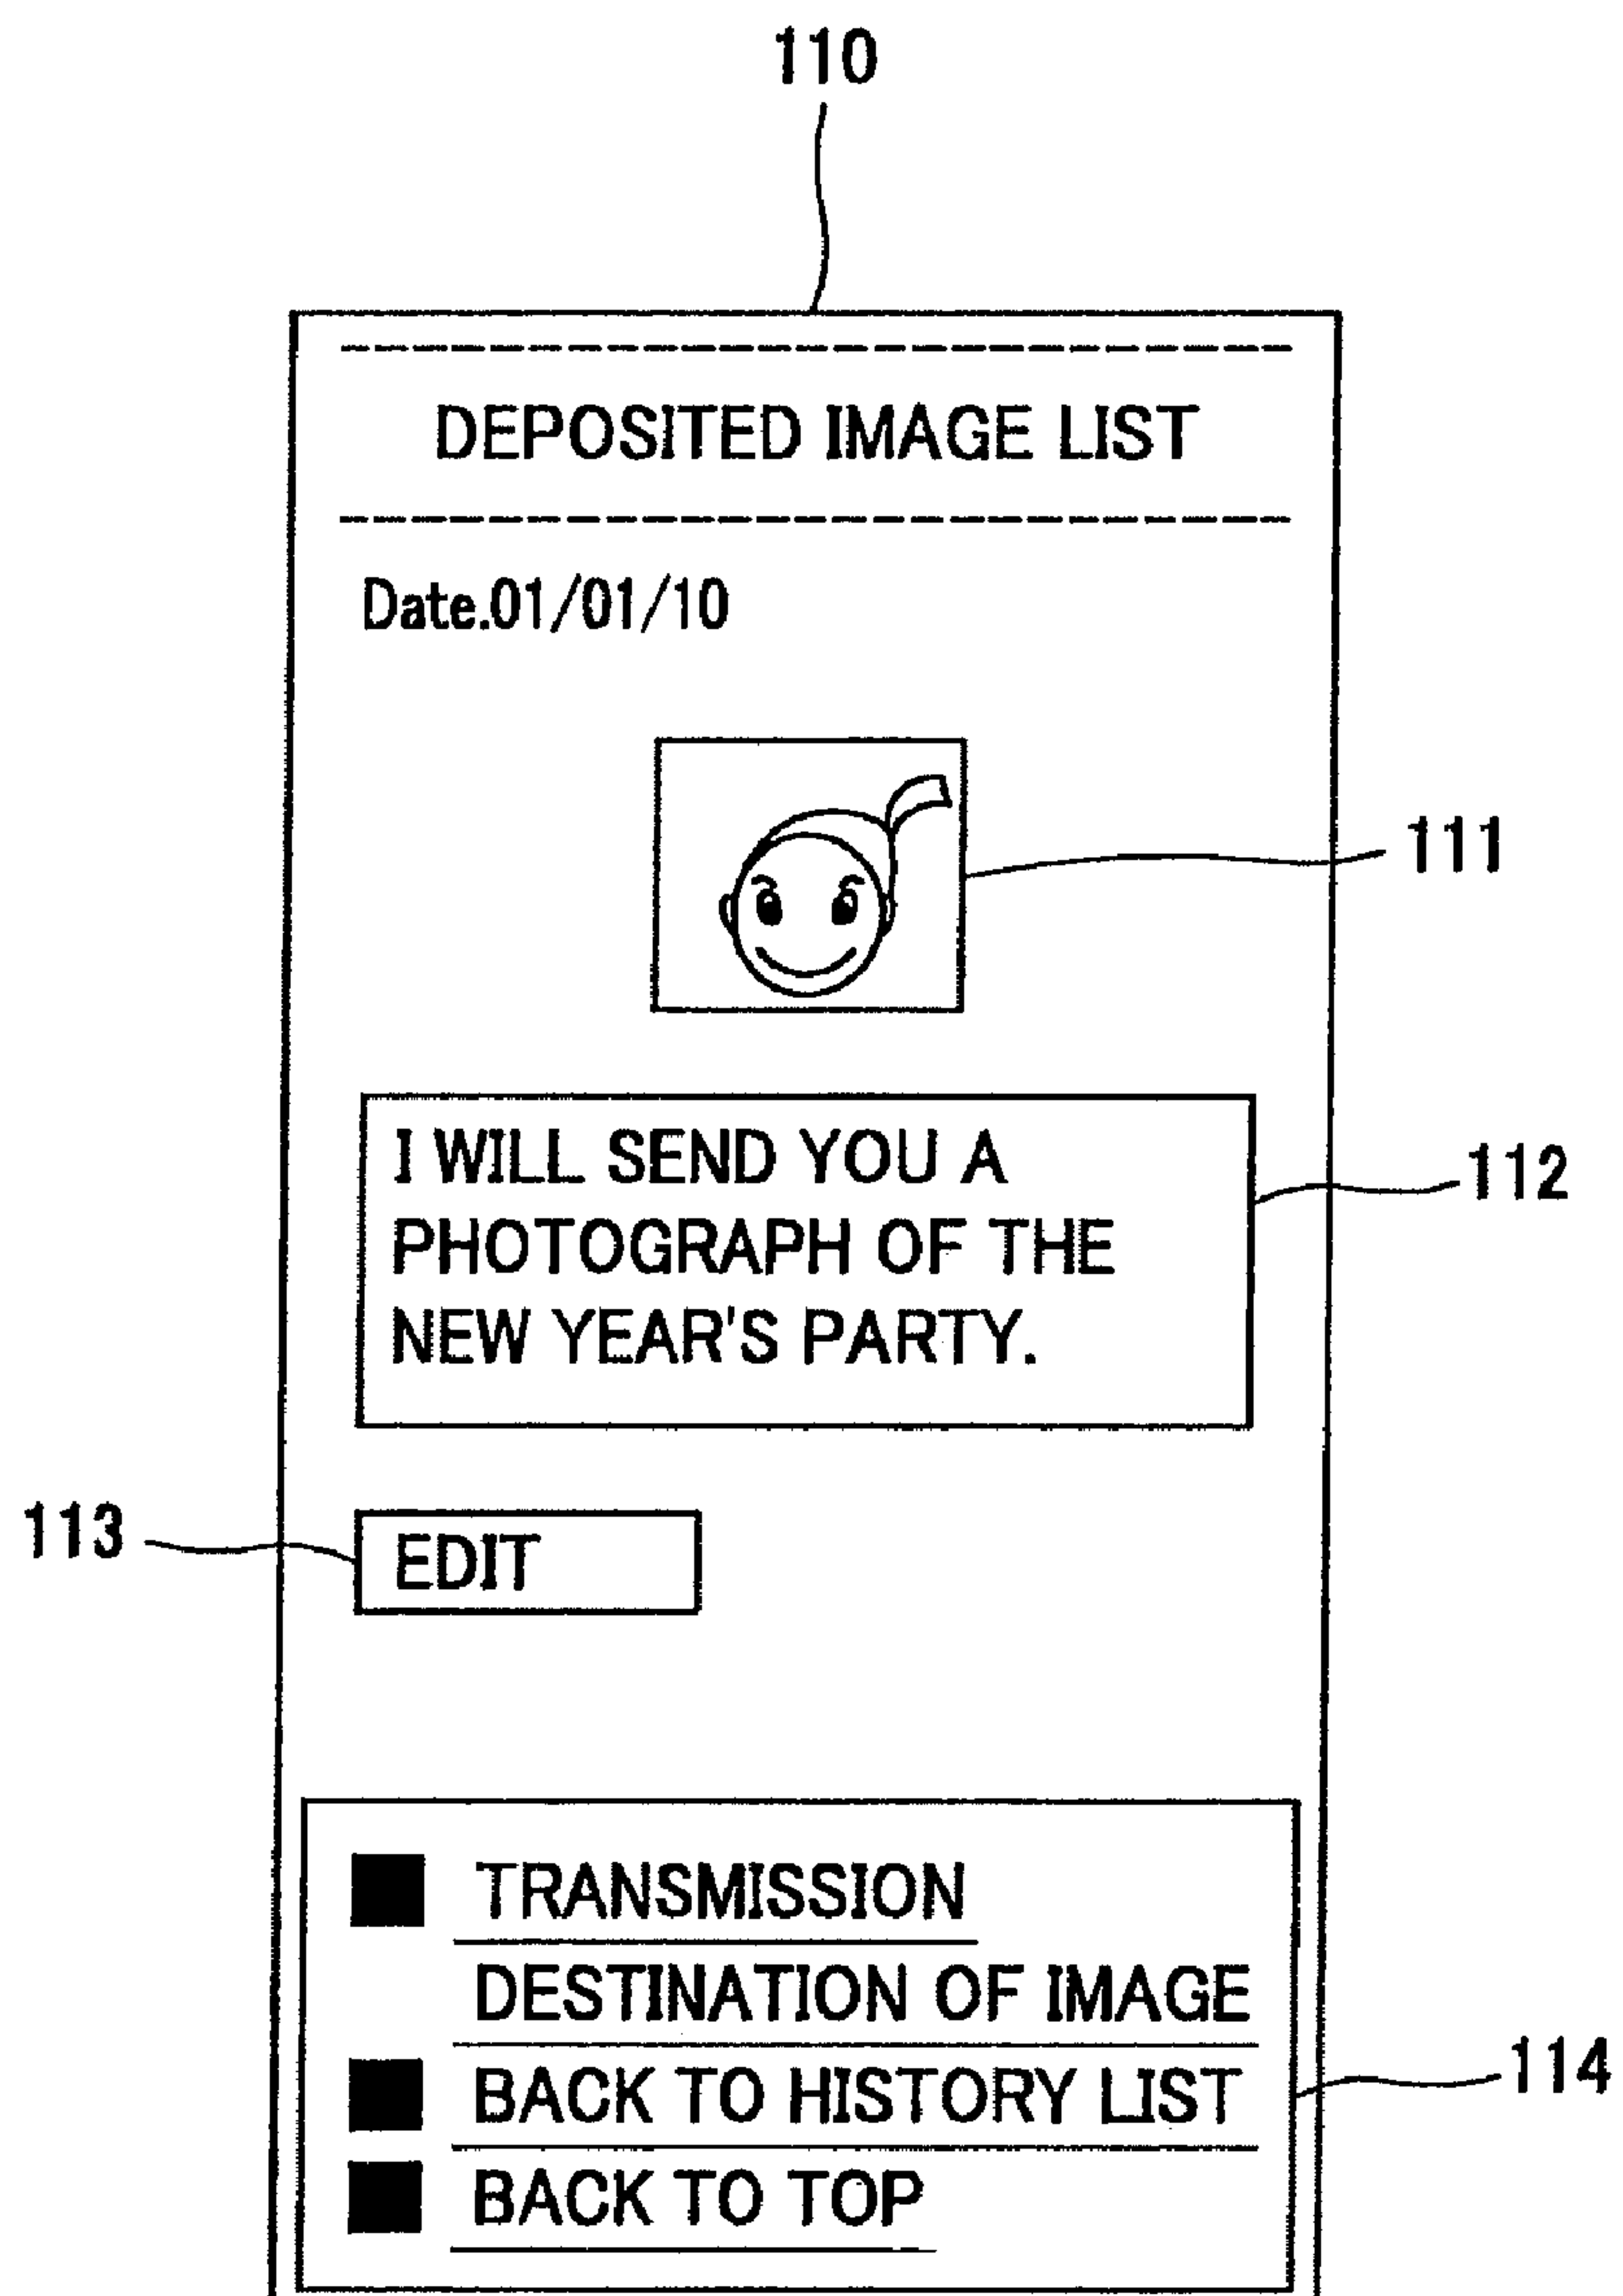 110
DEPOSITED IMAGE LIST
Date.01/01/10
111
I WILL SEND YOU A
PHOTOGRAPH OF THE
NEW YEAR'S PARTY.
112
113
EDIT
TRANSMISSION
DESTINATION OF IMAGE
BACK TO HISTORY LIST
114
BACK TO TOP